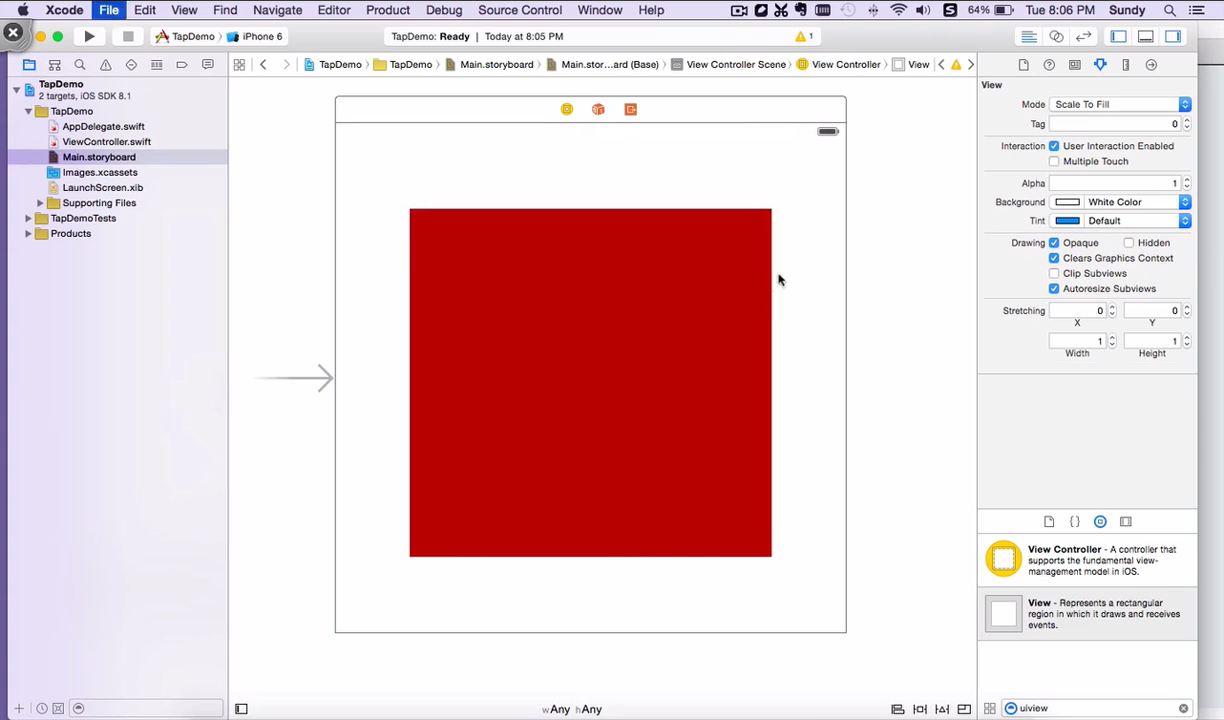 Xcode File Edit View Find Navigate Editor Product Debug Source Control Window Help 64% Tue 8:06 PM Sundy
TapDemo iPhone 6 TapDemo: Ready | Today at 8:05 PM 1
TapDemo TapDemo Main.storyboard Main.stor...ard (Base) View Controller Scene View Controller View
TapDemo
2 targets, iOS SDK 8.1
TapDemo
AppDelegate.swift
ViewController.swift
Main.storyboard
Images.xcassets
LaunchScreen.xib
Supporting Files
TapDemoTests
Products
View
Mode Scale To Fill
Tag 0
Interaction User Interaction Enabled
Multiple Touch
Alpha 1
Background White Color
Tint Default
Drawing Opaque Hidden
Clears Graphics Context
Clip Subviews
Autoresize Subviews
Stretching 0 0
X Y
1 1
Width Height
View Controller - A controller that
supports the fundamental view-
management model in iOS.
View - Represents a rectangular
region in which it draws and receives
events.
wAny hAny
uiview